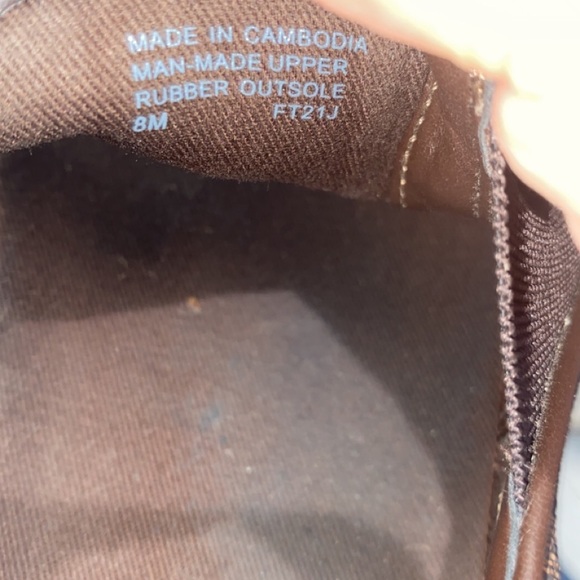 MADE IN CAMBODIA
MAN-MADE UPPER
RUBBER OUTSOLE
8M FT21J